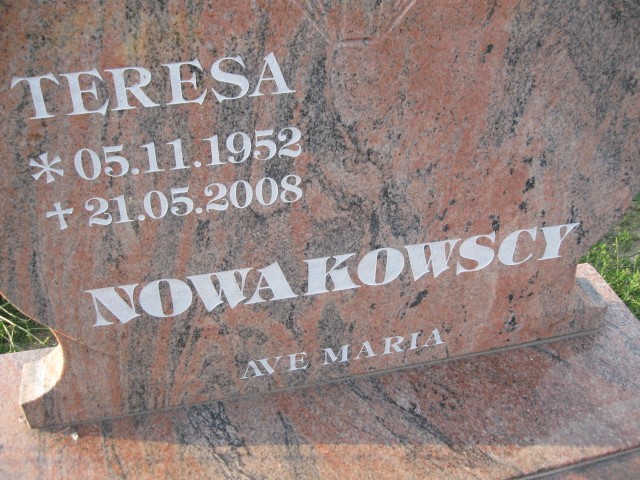 TERESA
* 05.11.1952
✝ 21.05.2008
NOWAKOWSCY
AVE MARIA